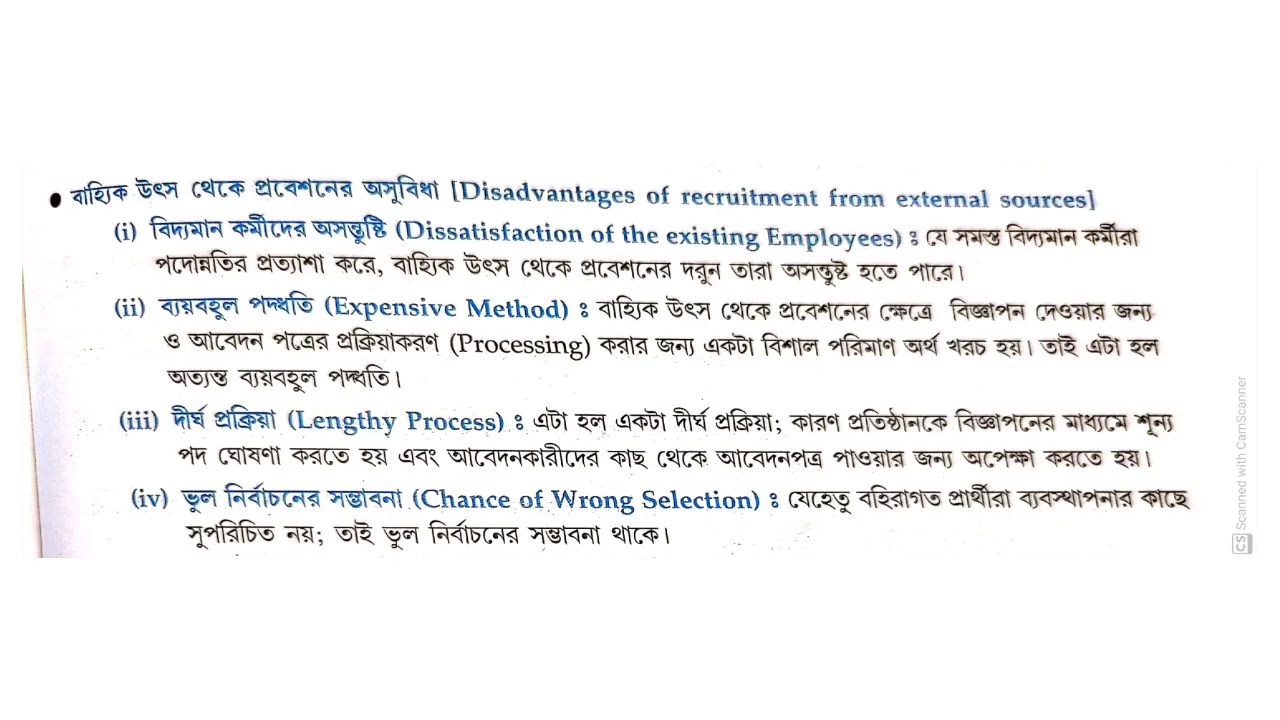 ● বাহ্যিক উৎস থেকে প্রবেশনের অসুবিধা [Disadvantages of recruitment from external sources]
(i) বিদ্যমান কর্মীদের অসন্তুষ্টি (Dissatisfaction of the existing Employees) ঃ যে সমস্ত বিদ্যমান কর্মীরা
পদোন্নতির প্রত্যাশা করে, বাহ্যিক উৎস থেকে প্রবেশনের দরুন তারা অসন্তুষ্ট হতে পারে।
(ii) ব্যয়বহুল পদ্ধতি (Expensive Method) ঃ বাহ্যিক উৎস থেকে প্রবেশনের ক্ষেত্রে বিজ্ঞাপন দেওয়ার জন্য
ও আবেদন পত্রের প্রক্রিয়াকরণ (Processing) করার জন্য একটা বিশাল পরিমাণ অর্থ খরচ হয়। তাই এটা হল
অত্যন্ত ব্যয়বহুল পদ্ধতি।
(iii) দীর্ঘ প্রক্রিয়া (Lengthy Process) ঃ এটা হল একটা দীর্ঘ প্রক্রিয়া; কারণ প্রতিষ্ঠানকে বিজ্ঞাপনের মাধ্যমে শূন্য
পদ ঘোষণা করতে হয় এবং আবেদনকারীদের কাছ থেকে আবেদনপত্র পাওয়ার জন্য অপেক্ষা করতে হয়।
(iv) ভুল নির্বাচনের সম্ভাবনা (Chance of Wrong Selection) ঃ যেহেতু বহিরাগত প্রার্থীরা ব্যবস্থাপনার কাছে
সুপরিচিত নয়; তাই ভুল নির্বাচনের সম্ভাবনা থাকে।
CS Scanned with CamScanner